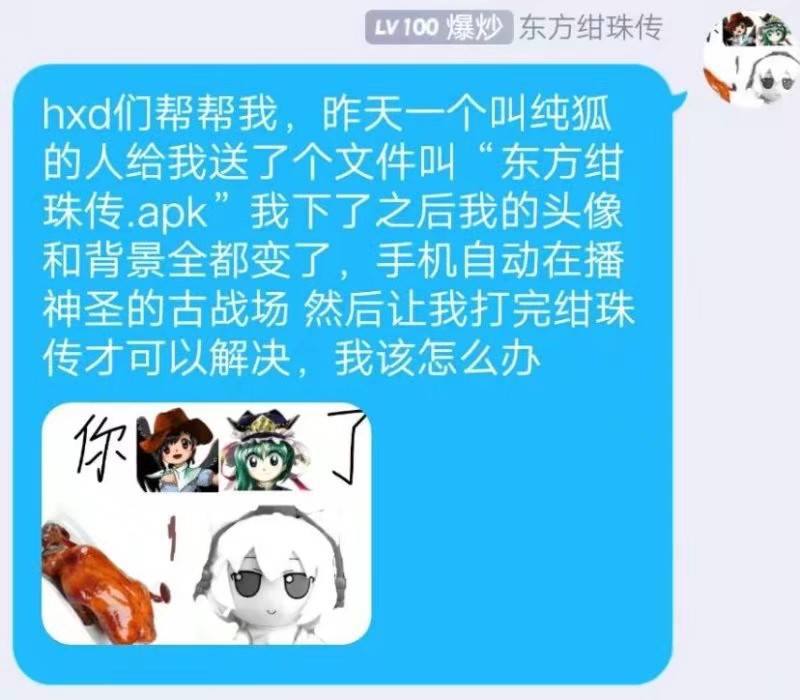 LV100 爆炒 东方绀珠传
hxd们帮帮我，昨天一个叫纯狐
的人给我送了个文件叫“东方绀
珠传.apk”我下了之后我的头像
和背景全都变了，手机自动在播
神圣的古战场 然后让我打完绀珠
传才可以解决，我该怎么办
你 了